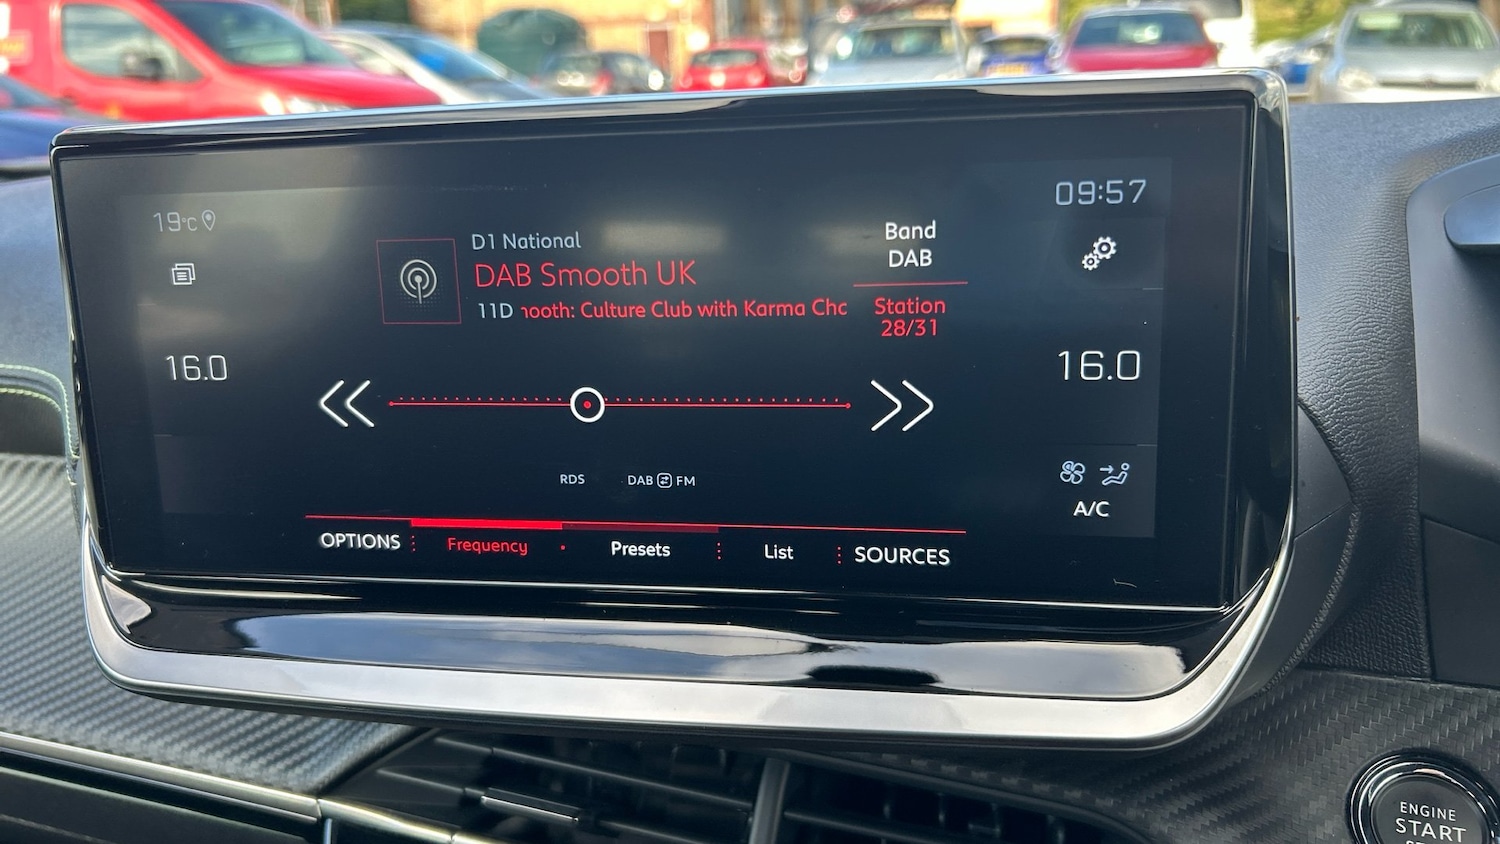 19°C
09:57
D1 National
DAB Smooth UK
11D nooth: Culture Club with Karma Chc
Band
DAB
Station
28/31
16.0
16.0
RDS
DAB FM
A/C
OPTIONS Frequency Presets List SOURCES
ENGINE
START